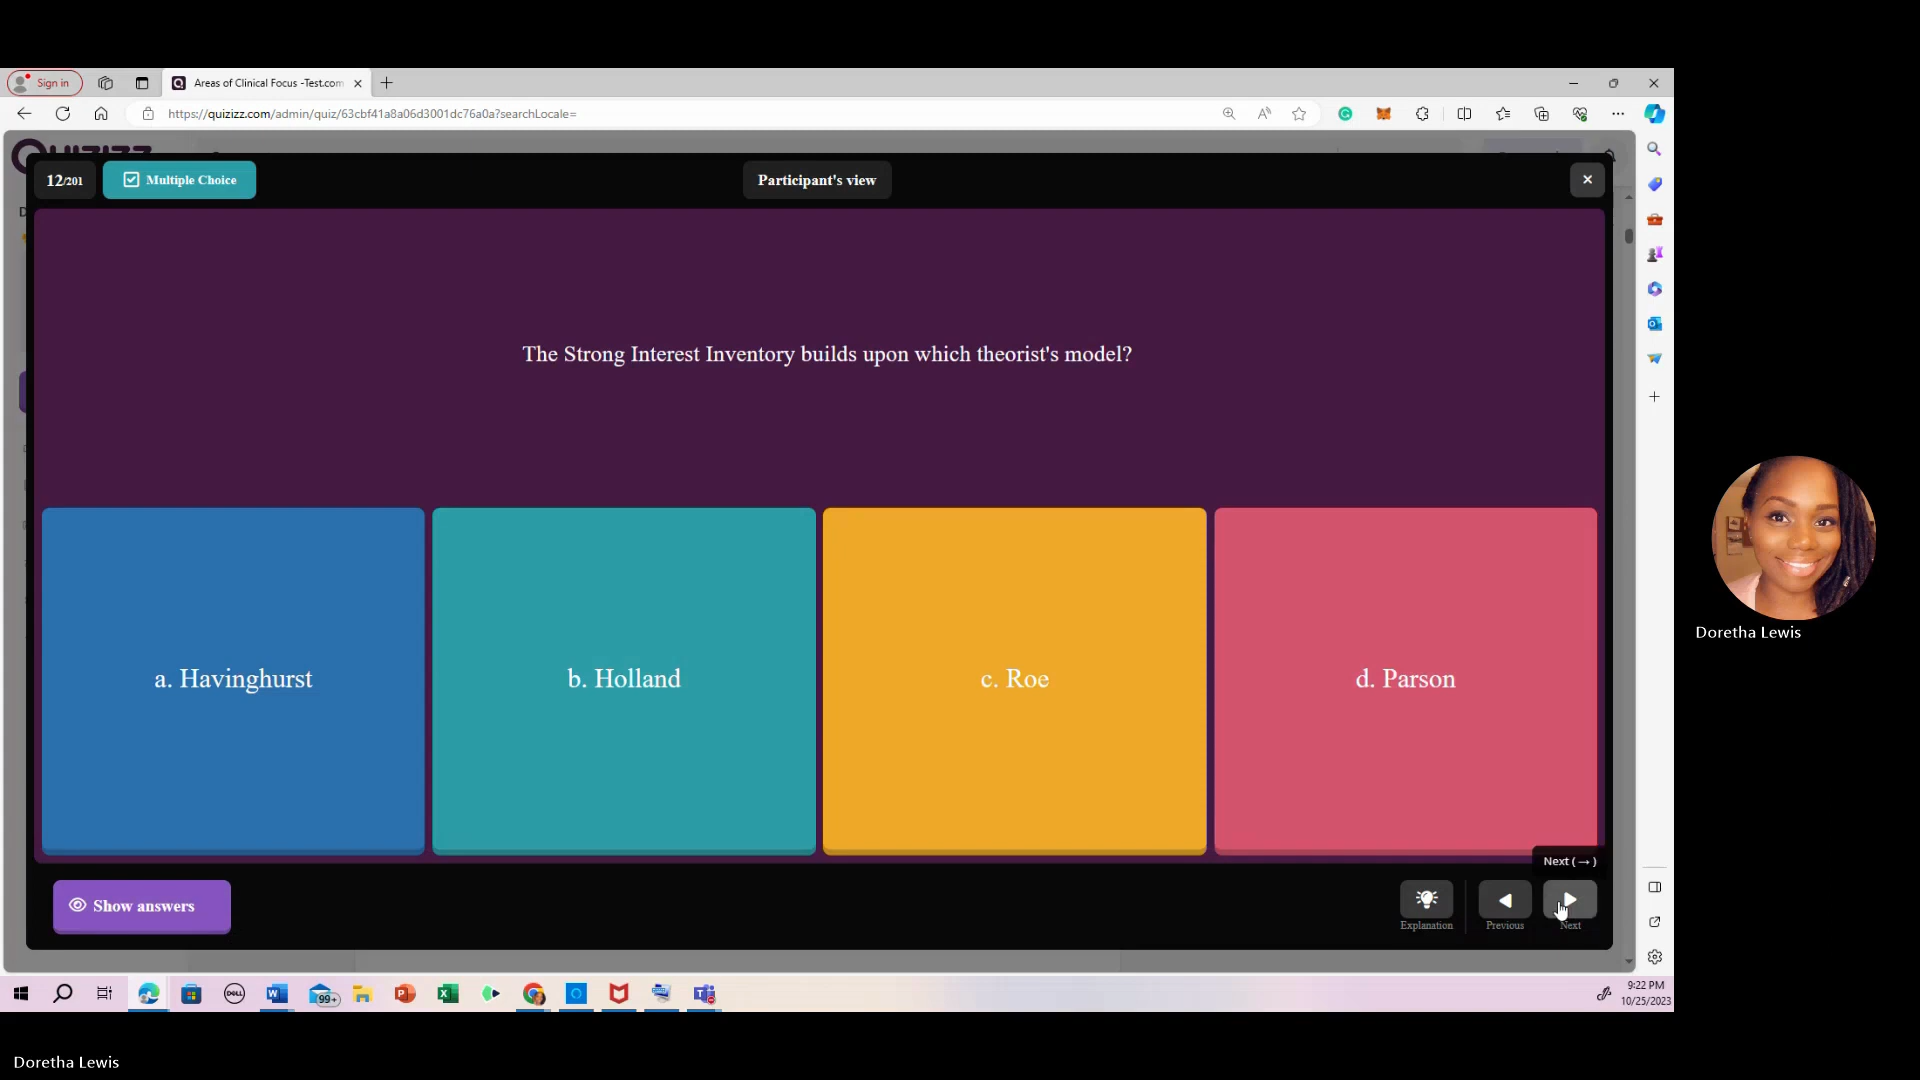 Sign in
Areas of Clinical Focus -Test.com
https://quizizz.com/admin/quiz/63cbf41a8a06d3001dc76a0a?searchLocale=
12/201
Multiple Choice
Participant's view
The Strong Interest Inventory builds upon which theorist's model?
a. Havinghurst
b. Holland
c. Roe
d. Parson
Next (→)
Show answers
Explanation
Previous
Next
DELL
99+
9:22 PM
10/25/2023
Doretha Lewis
Doretha Lewis